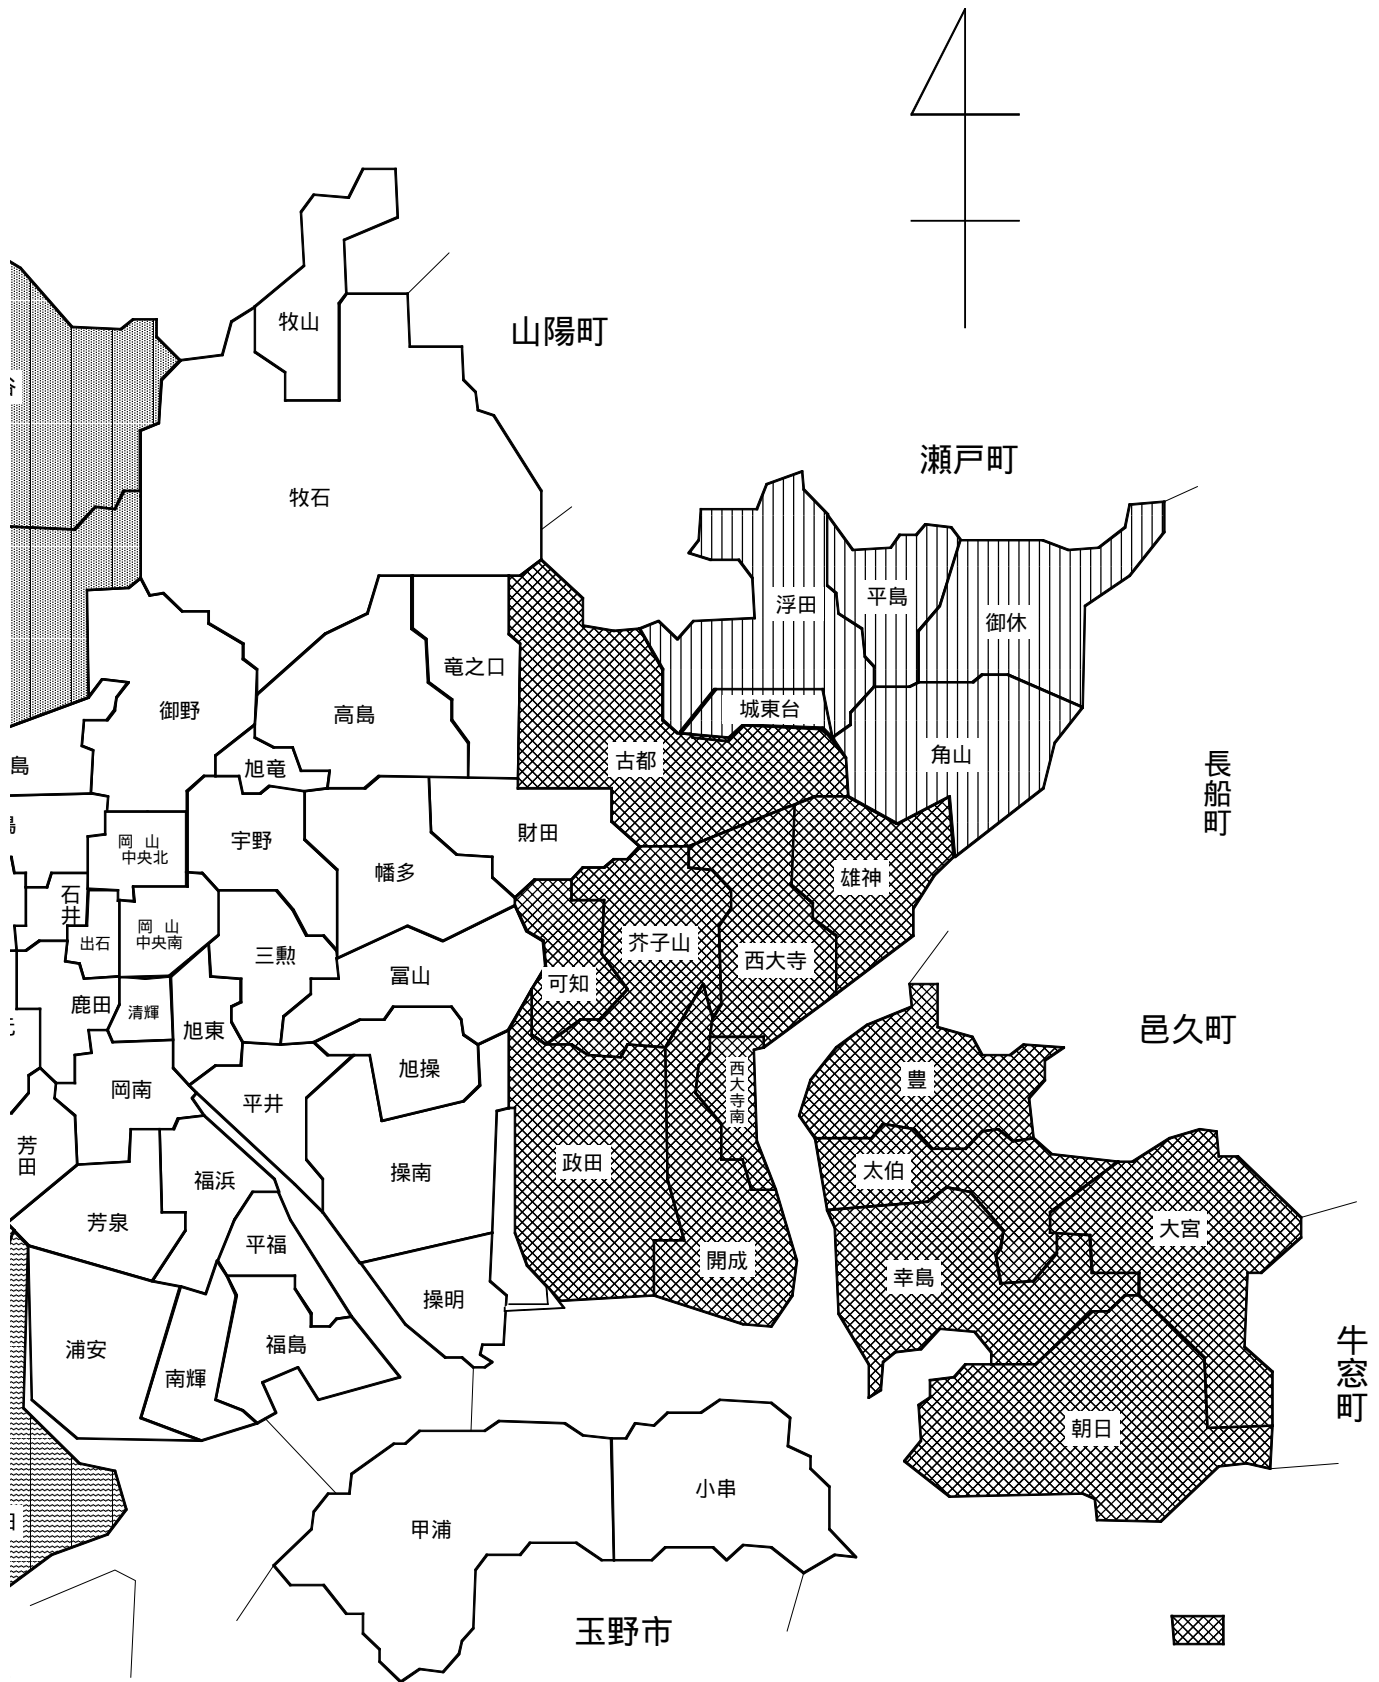 牧山
山陽町
瀬戸町
牧石
浮田
平島
御休
竜之口
御野
高島
城東台
角山
古都
島
旭竜
長船町
岡 山
中央北
宇野
財田
幡多
雄神
石井
岡 山
中央南
出石
芥子山
三勲
西大寺
冨山
可知
鹿田
清輝
旭東
邑久町
旭操
西大寺南
豊
岡南
平井
芳田
政田
太伯
操南
福浜
芳泉
大宮
平福
開成
幸島
操明
福島
浦安
南輝
牛窓町
朝日
小串
甲浦
玉野市